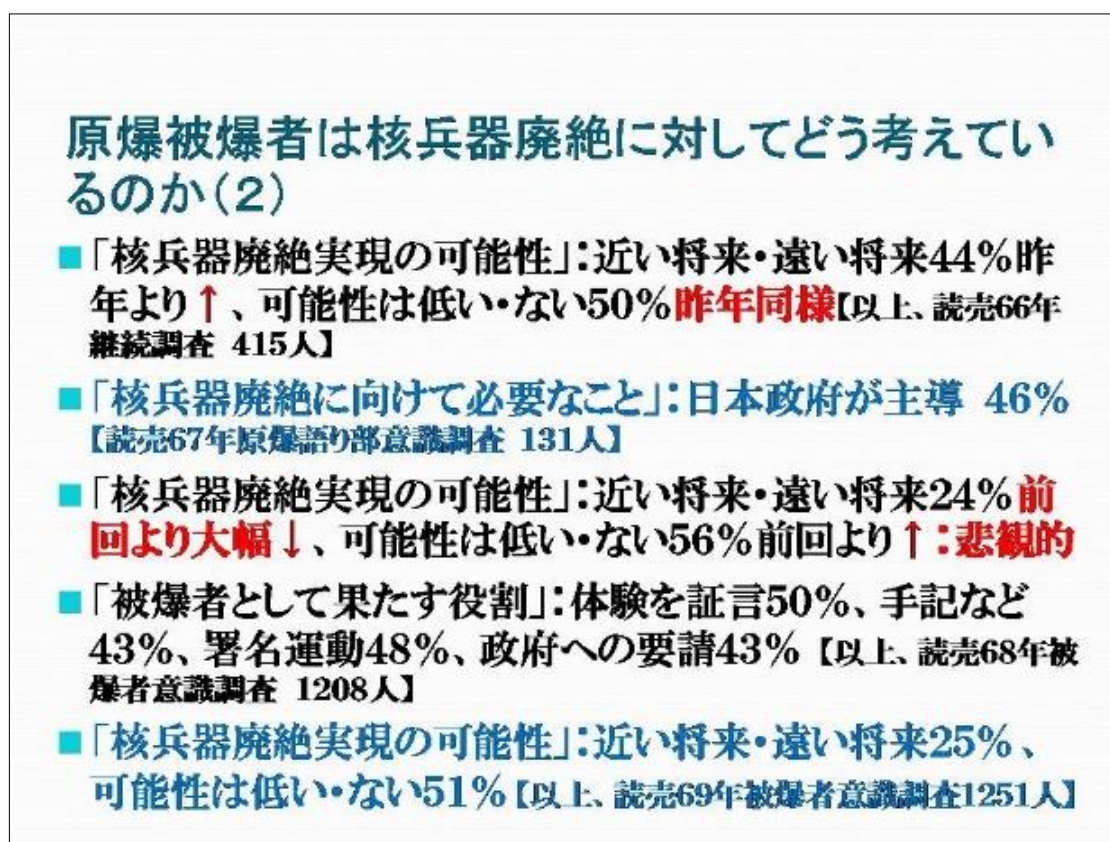 原爆被爆者は核兵器廃絶に対してどう考えてい
るのか(2)
■「核兵器廃絶実現の可能性」：近い将来・遠い将来44%昨
年より↑、可能性は低い・ない50%昨年同様【以上、読売66年
継続調査 415人】
■「核兵器廃絶に向けて必要なこと」：日本政府が主導 46%
【読売67年原爆語り部意識調査 131人】
■「核兵器廃絶実現の可能性」：近い将来・遠い将来24%前
回より大幅↓、可能性は低い・ない56%前回より↑：悲観的
■「被爆者として果たす役割」：体験を証言50%、手記など
43%、署名運動48%、政府への要請43%【以上、読売68年被
爆者意識調査 1208人】
■「核兵器廃絶実現の可能性」：近い将来・遠い将来25%、
可能性は低い・ない51%【以上、読売69年被爆者意識調査1251人】